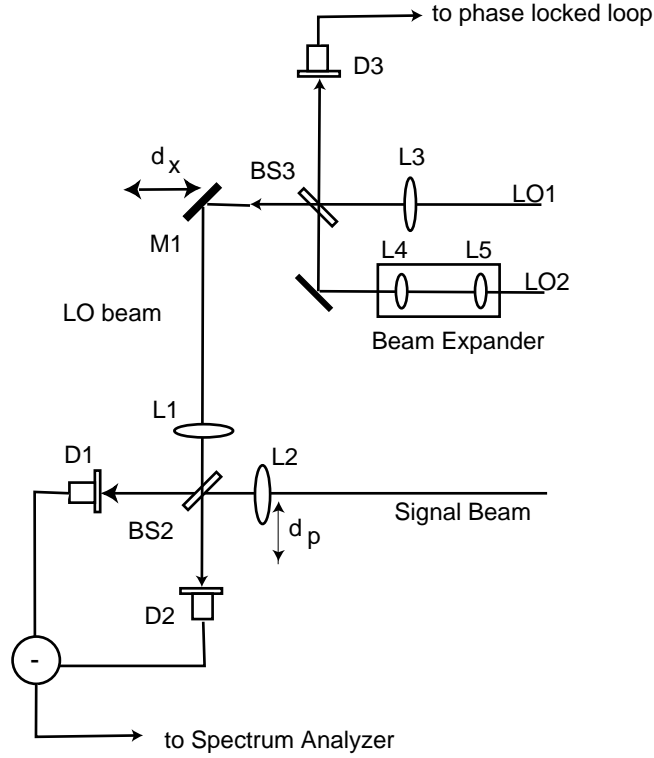 to phase locked loop
D3
L3
BS3
d x
LO1
M1
L4
L5
LO2
LO beam
Beam Expander
L1
D1
L2
Signal Beam
BS2
d p
D2
-
to Spectrum Analyzer